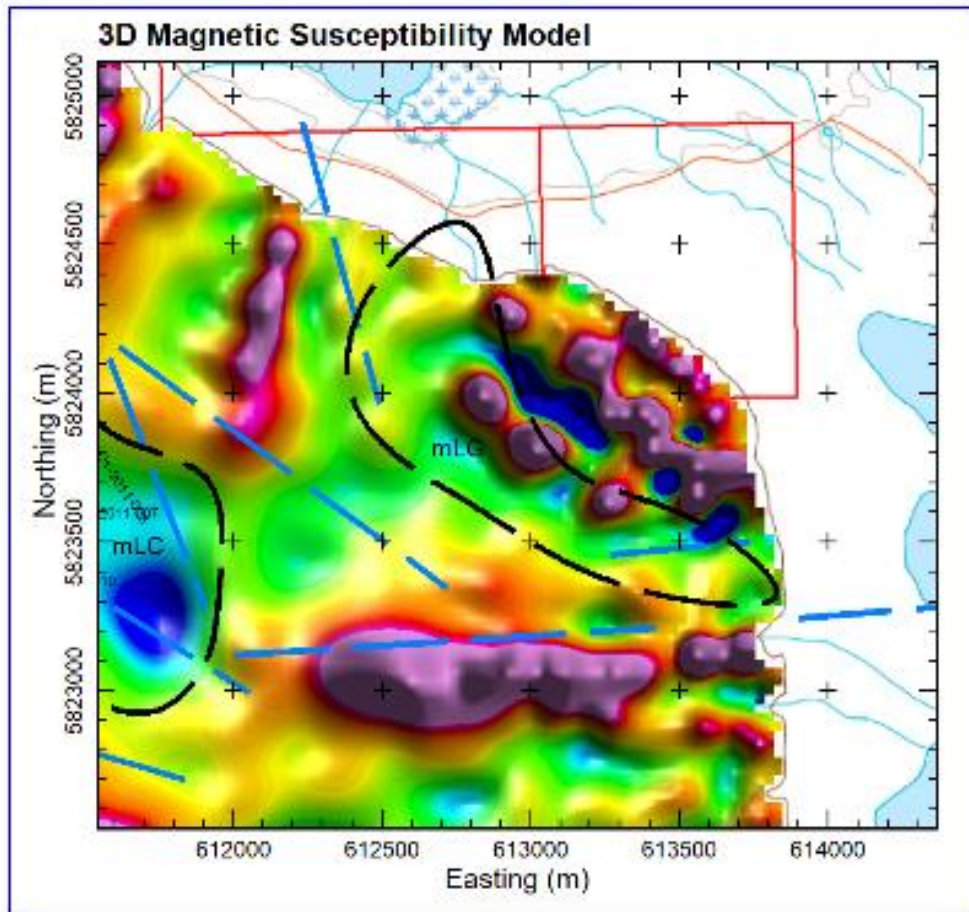 3D Magnetic Susceptibility Model
5825000
5824500
5824000
5823500
5823000
Northing (m)
mLG
mLC
612000 612500 613000 613500 614000
Easting (m)